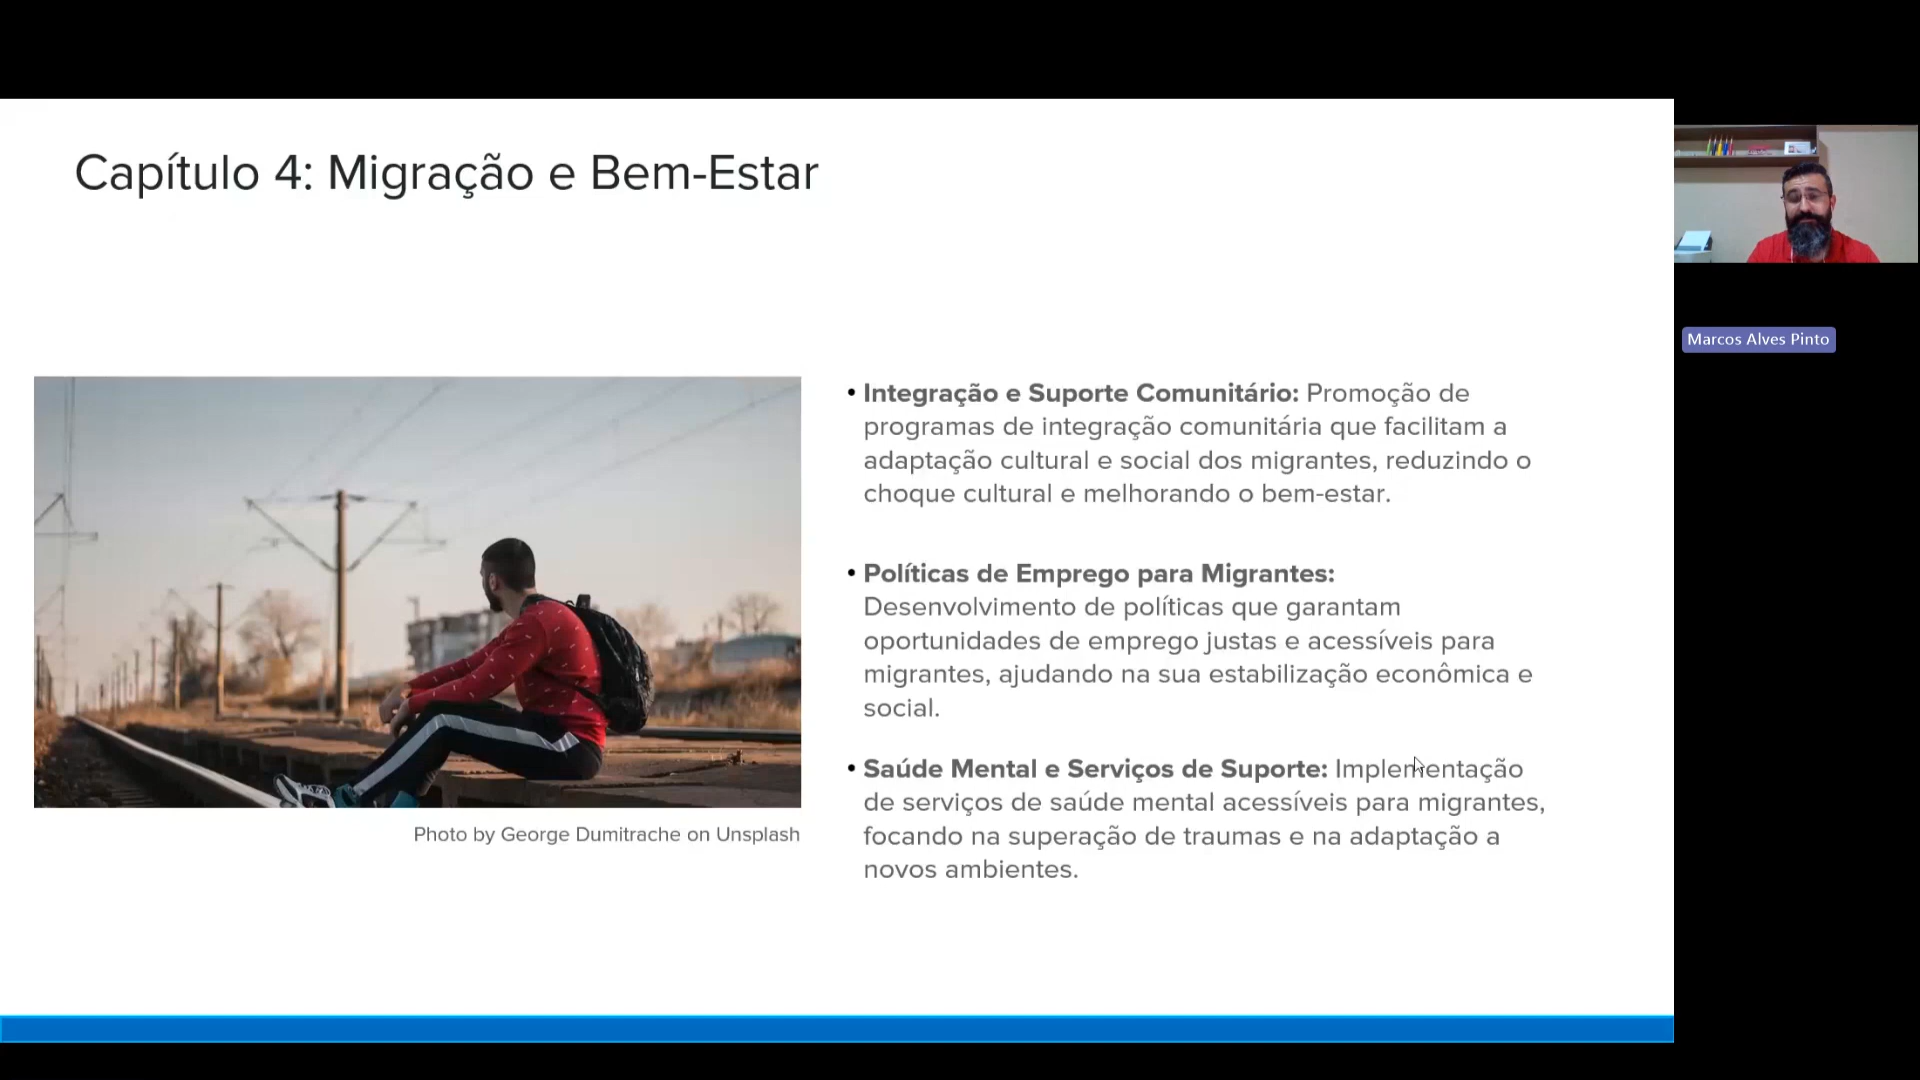 Capítulo 4: Migração e Bem-Estar
• Integração e Suporte Comunitário: Promoção de
programas de integração comunitária que facilitam a
adaptação cultural e social dos migrantes, reduzindo o
choque cultural e melhorando o bem-estar.
• Políticas de Emprego para Migrantes:
Desenvolvimento de políticas que garantam
oportunidades de emprego justas e acessíveis para
migrantes, ajudando na sua estabilização econômica e
social.
• Saúde Mental e Serviços de Suporte: Implementação
de serviços de saúde mental acessíveis para migrantes,
focando na superação de traumas e na adaptação a
novos ambientes.
Photo by George Dumitrache on Unsplash
Marcos Alves Pinto